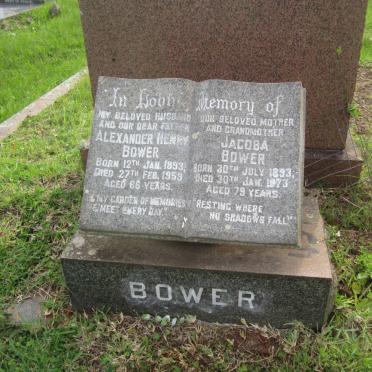 In Loving Memory of
MY BELOVED HUSBAND
AND OUR DEAR FATHER
ALEXANDER HENRY
BOWER
BORN 12TH JAN. 1893,
DIED 27TH FEB. 1959
AGED 66 YEARS.
"IN MY GARDEN OF MEMORIES
I MEET EVERY DAY."
OUR BELOVED MOTHER
AND GRANDMOTHER
JACOBA
BOWER
BORN 30TH JULY 1893,
DIED 30TH JAN. 1973
AGED 79 YEARS.
"RESTING WHERE
NO SHADOWS FALL"
BOWER